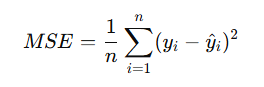 MSE = \frac{1}{n} \sum_{i=1}^{n} (y_i - \hat{y}_i)^2